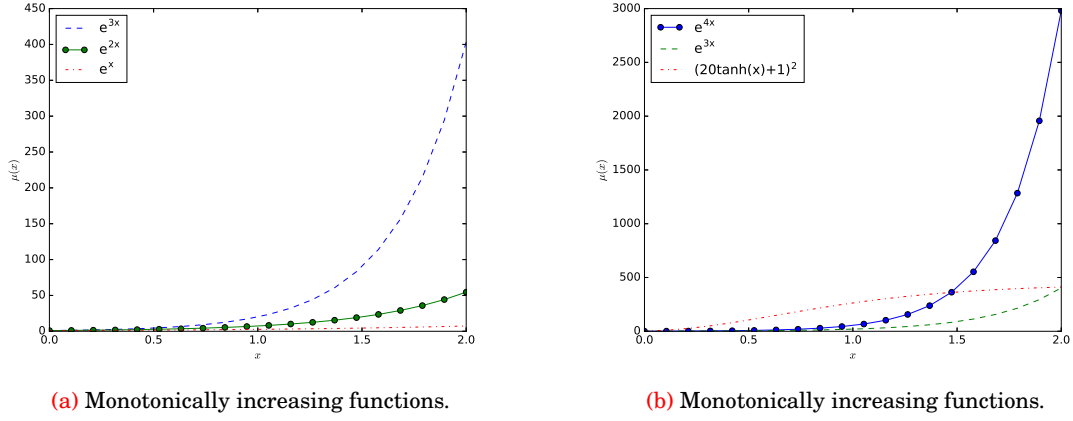 450
400
350
300
250
200
150
100
50
0
μ(x)
e^{3x}
e^{2x}
e^{x}
0.0 0.5 1.0 1.5 2.0
x
(a) Monotonically increasing functions.
3000
2500
2000
1500
1000
500
0
μ(x)
e^{4x}
e^{3x}
(20tanh(x)+1)^2
0.0 0.5 1.0 1.5 2.0
x
(b) Monotonically increasing functions.